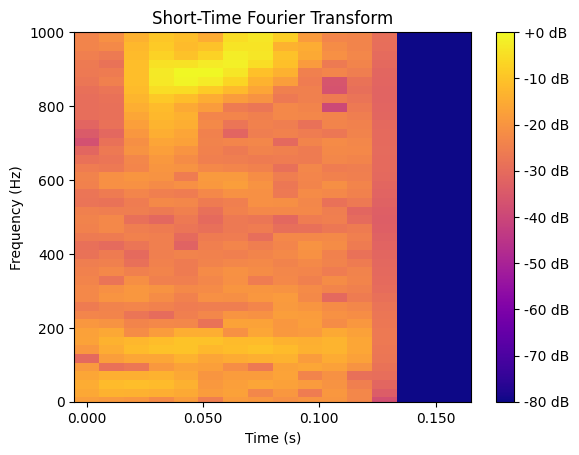 Short-Time Fourier Transform
Frequency (Hz)
1000
800
600
400
200
0
0.000 0.050 0.100 0.150
Time (s)
+0 dB
-10 dB
-20 dB
-30 dB
-40 dB
-50 dB
-60 dB
-70 dB
-80 dB